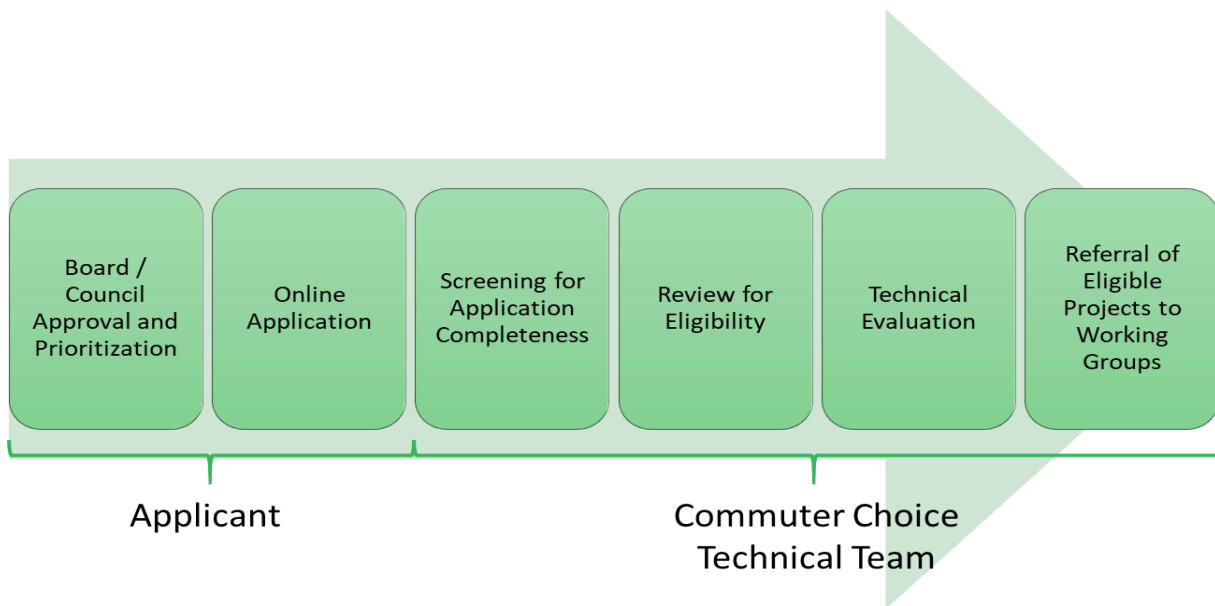 Board /
Council
Approval and
Prioritization
Online
Application
Screening for
Application
Completeness
Review for
Eligibility
Technical
Evaluation
Referral of
Eligible
Projects to
Working
Groups
Applicant
Commuter Choice
Technical Team